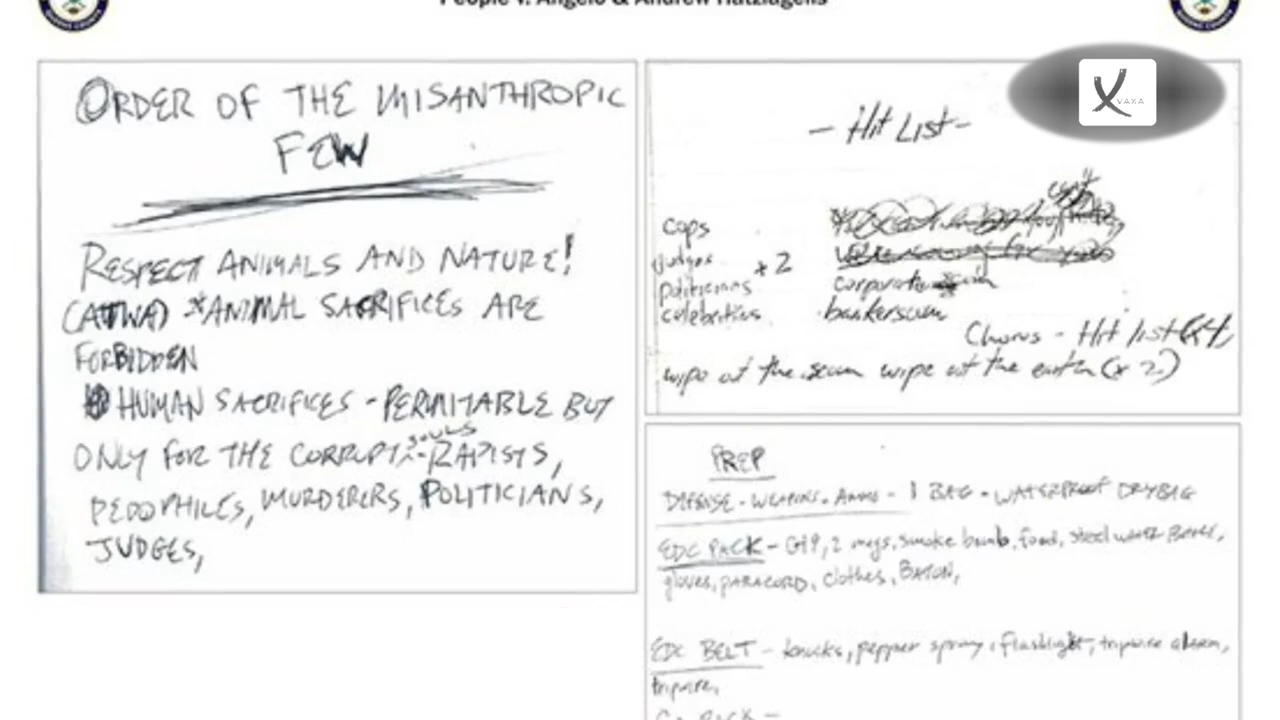 People v. Angelo & Andrew Hatziagelis
ORDER OF THE MISANTHROPIC
FEW
RESPECT ANIMALS AND NATURE!
(ATWA) *ANIMAL SACRIFICES ARE
FORBIDDEN
HUMAN SACRIFICES - PERMITABLE BUT
ONLY FOR THE CORRUPT SOULS - RAPISTS,
PEDOPHILES, MURDERERS, POLITICIANS,
JUDGES,
X VAXA
- Hit List -
cops
judges x 2
politicians
celebrities
corporate scum
bankerscum
Chorus - Hit list
wipe out the scum wipe out the earth (x 2)
PREP
DEFENSE - WEAPONS - AMMO - 1 BAG - WATERPROOF DRYBAG
EDC PACK - G19, 2 mags, smoke bomb, food, steel water bottle,
gloves, PARACORD, clothes, BATON,
EDC BELT - knucks, pepper spray, flashlight, tripwire alarm,
tripwire,